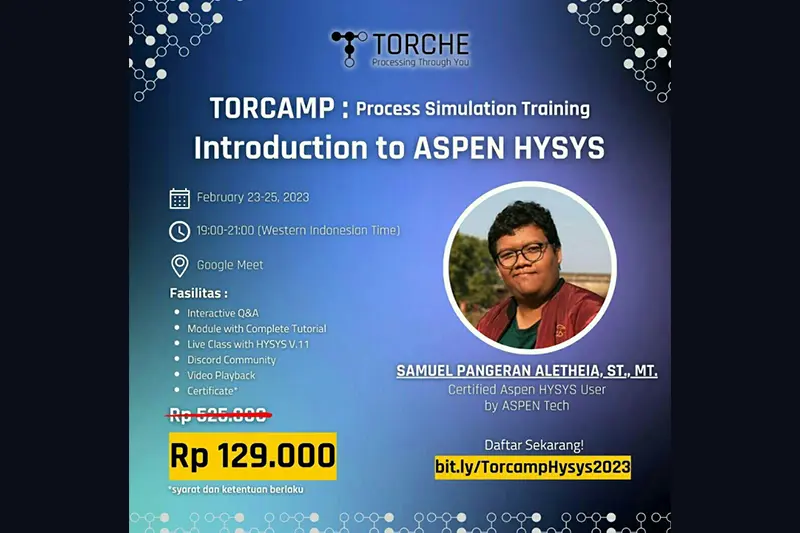 TORCHE
Processing Through You
TORCAMP : Process Simulation Training
Introduction to ASPEN HYSYS
February 23-25, 2023
19:00-21:00 (Western Indonesian Time)
Google Meet
Fasilitas :
Interactive Q&A
Module with Complete Tutorial
Live Class with HYSYS V.11
Discord Community
Video Playback
Certificate*
Rp 525.000
Rp 129.000
*syarat dan ketentuan berlaku
SAMUEL PANGERAN ALETHEIA, ST., MT.
Certified Aspen HYSYS User
by ASPEN Tech
Daftar Sekarang!
bit.ly/TorcampHysys2023